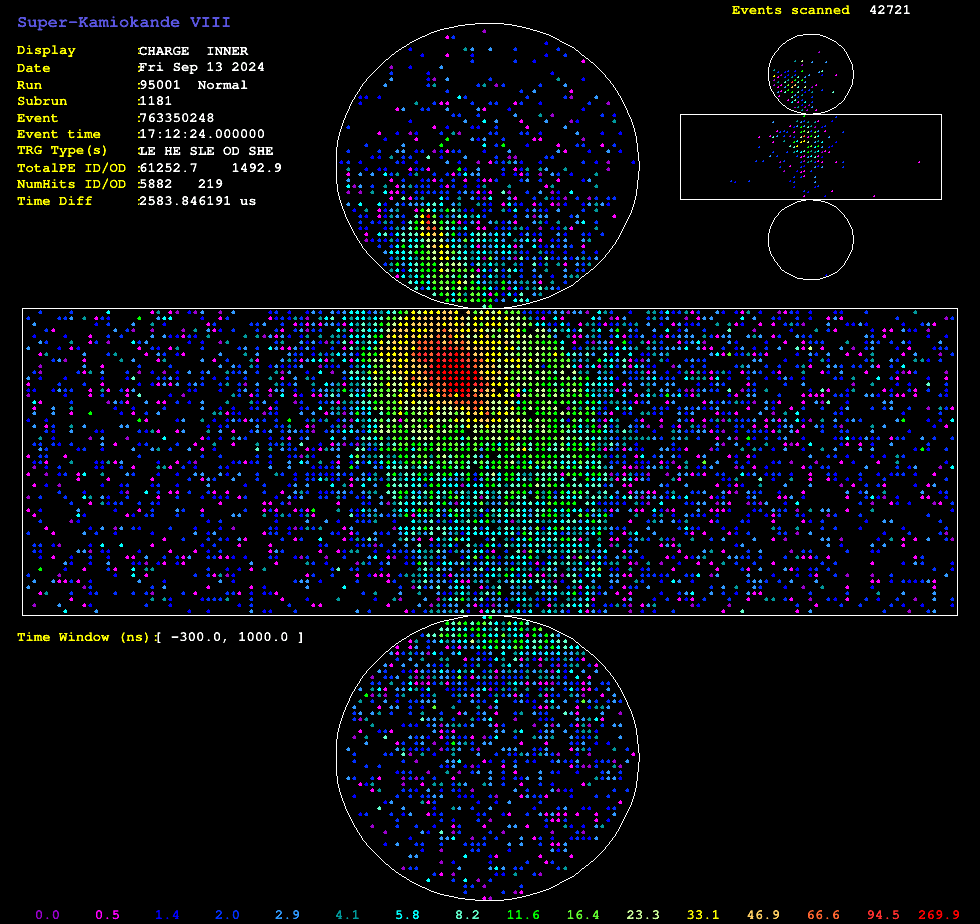 Super-Kamiokande VIII
Events scanned 42721
Display :CHARGE INNER
Date :Fri Sep 13 2024
Run :95001 Normal
Subrun :1181
Event :763350248
Event time :17:12:24.000000
TRG Type(s) :LE HE SLE OD SHE
TotalPE ID/OD :61252.7 1492.9
NumHits ID/OD :5882 219
Time Diff :2583.846191 us
Time Window (ns):[ -300.0, 1000.0 ]
0.0 0.5 1.4 2.0 2.9 4.1 5.8 8.2 11.6 16.4 23.3 33.1 46.9 66.6 94.5 269.9